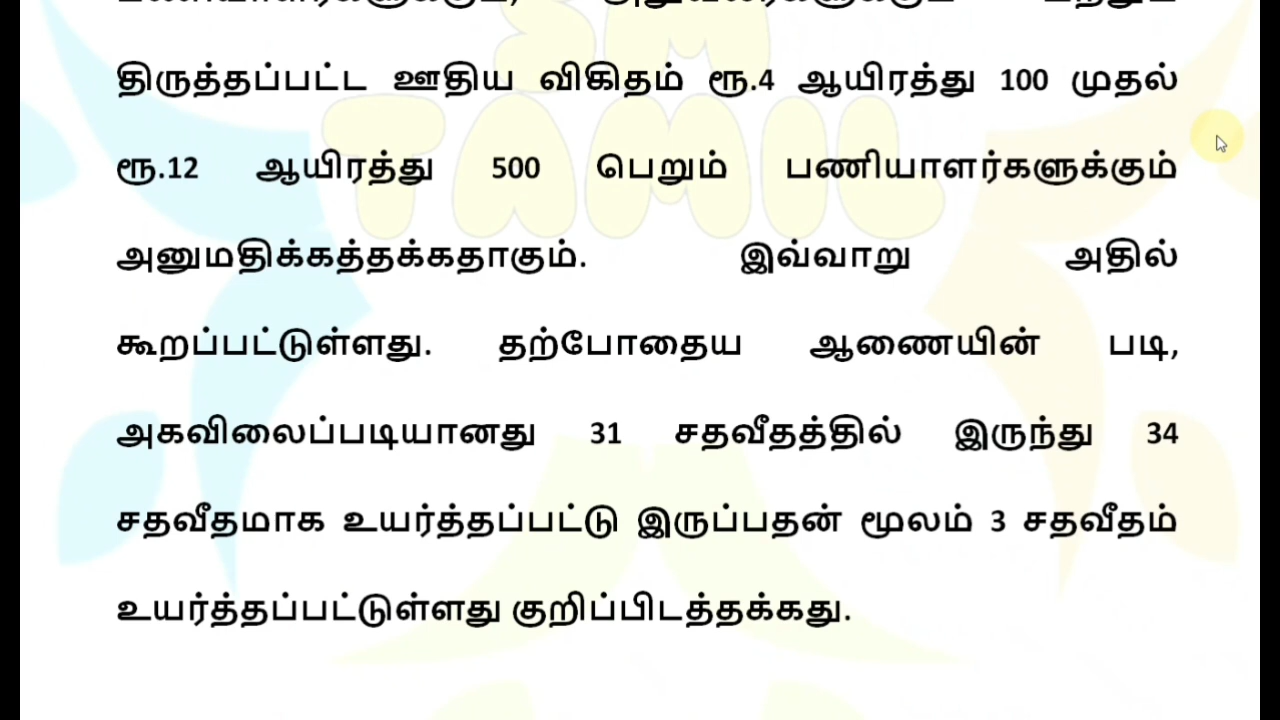 திருத்தப்பட்ட ஊதிய விகிதம் ரூ.4 ஆயிரத்து 100 முதல்
ரூ.12 ஆயிரத்து 500 பெறும் பணியாளர்களுக்கும்
அனுமதிக்கத்தக்கதாகும். இவ்வாறு அதில்
கூறப்பட்டுள்ளது. தற்போதைய ஆணையின் படி,
அகவிலைப்படியானது 31 சதவீதத்தில் இருந்து 34
சதவீதமாக உயர்த்தப்பட்டு இருப்பதன் மூலம் 3 சதவீதம்
உயர்த்தப்பட்டுள்ளது குறிப்பிடத்தக்கது.
SM
TAMIL